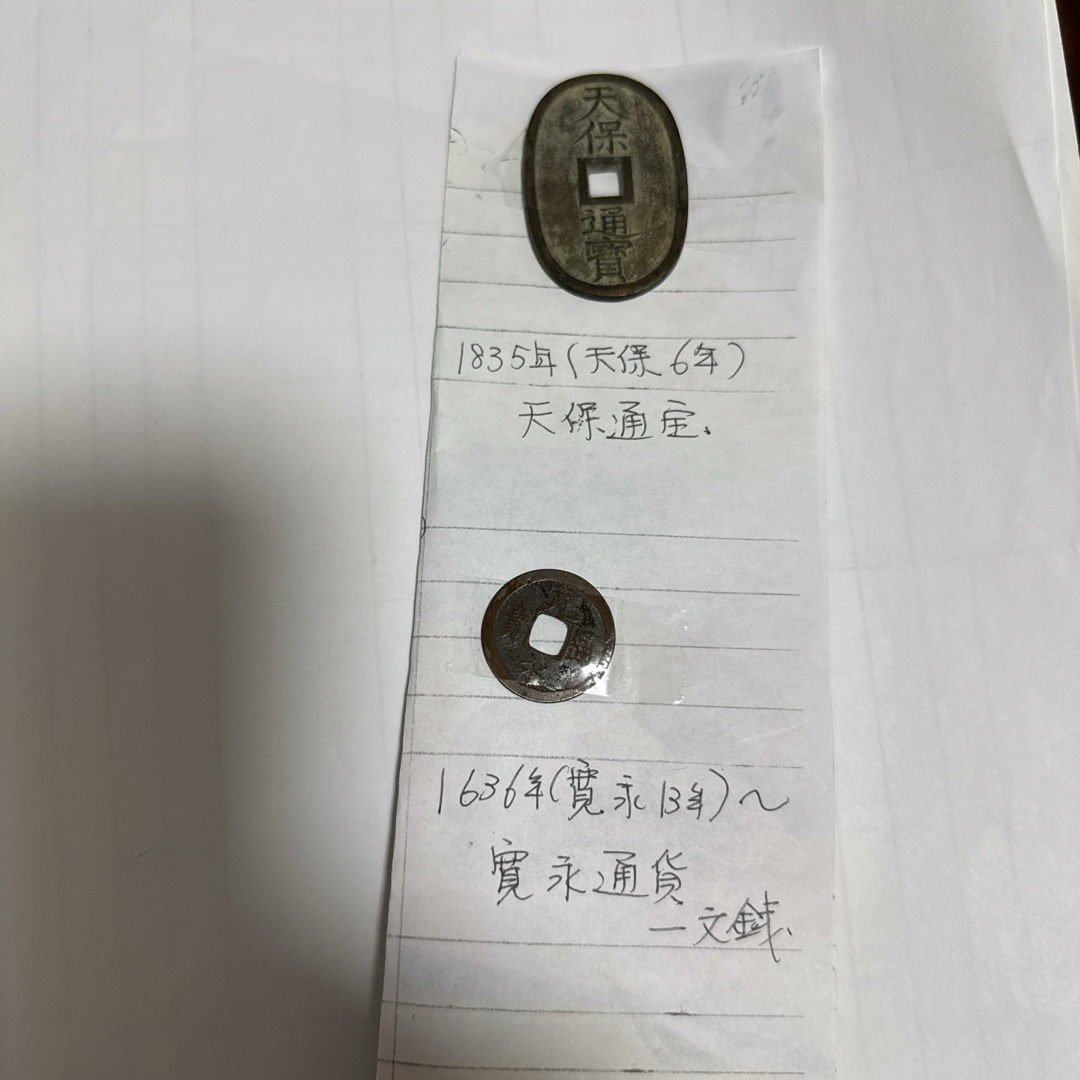 天
保
通
寶
1835年(天保6年)
天保通宝、
1636年(寛永13年)～
寛永通貨
一文銭、